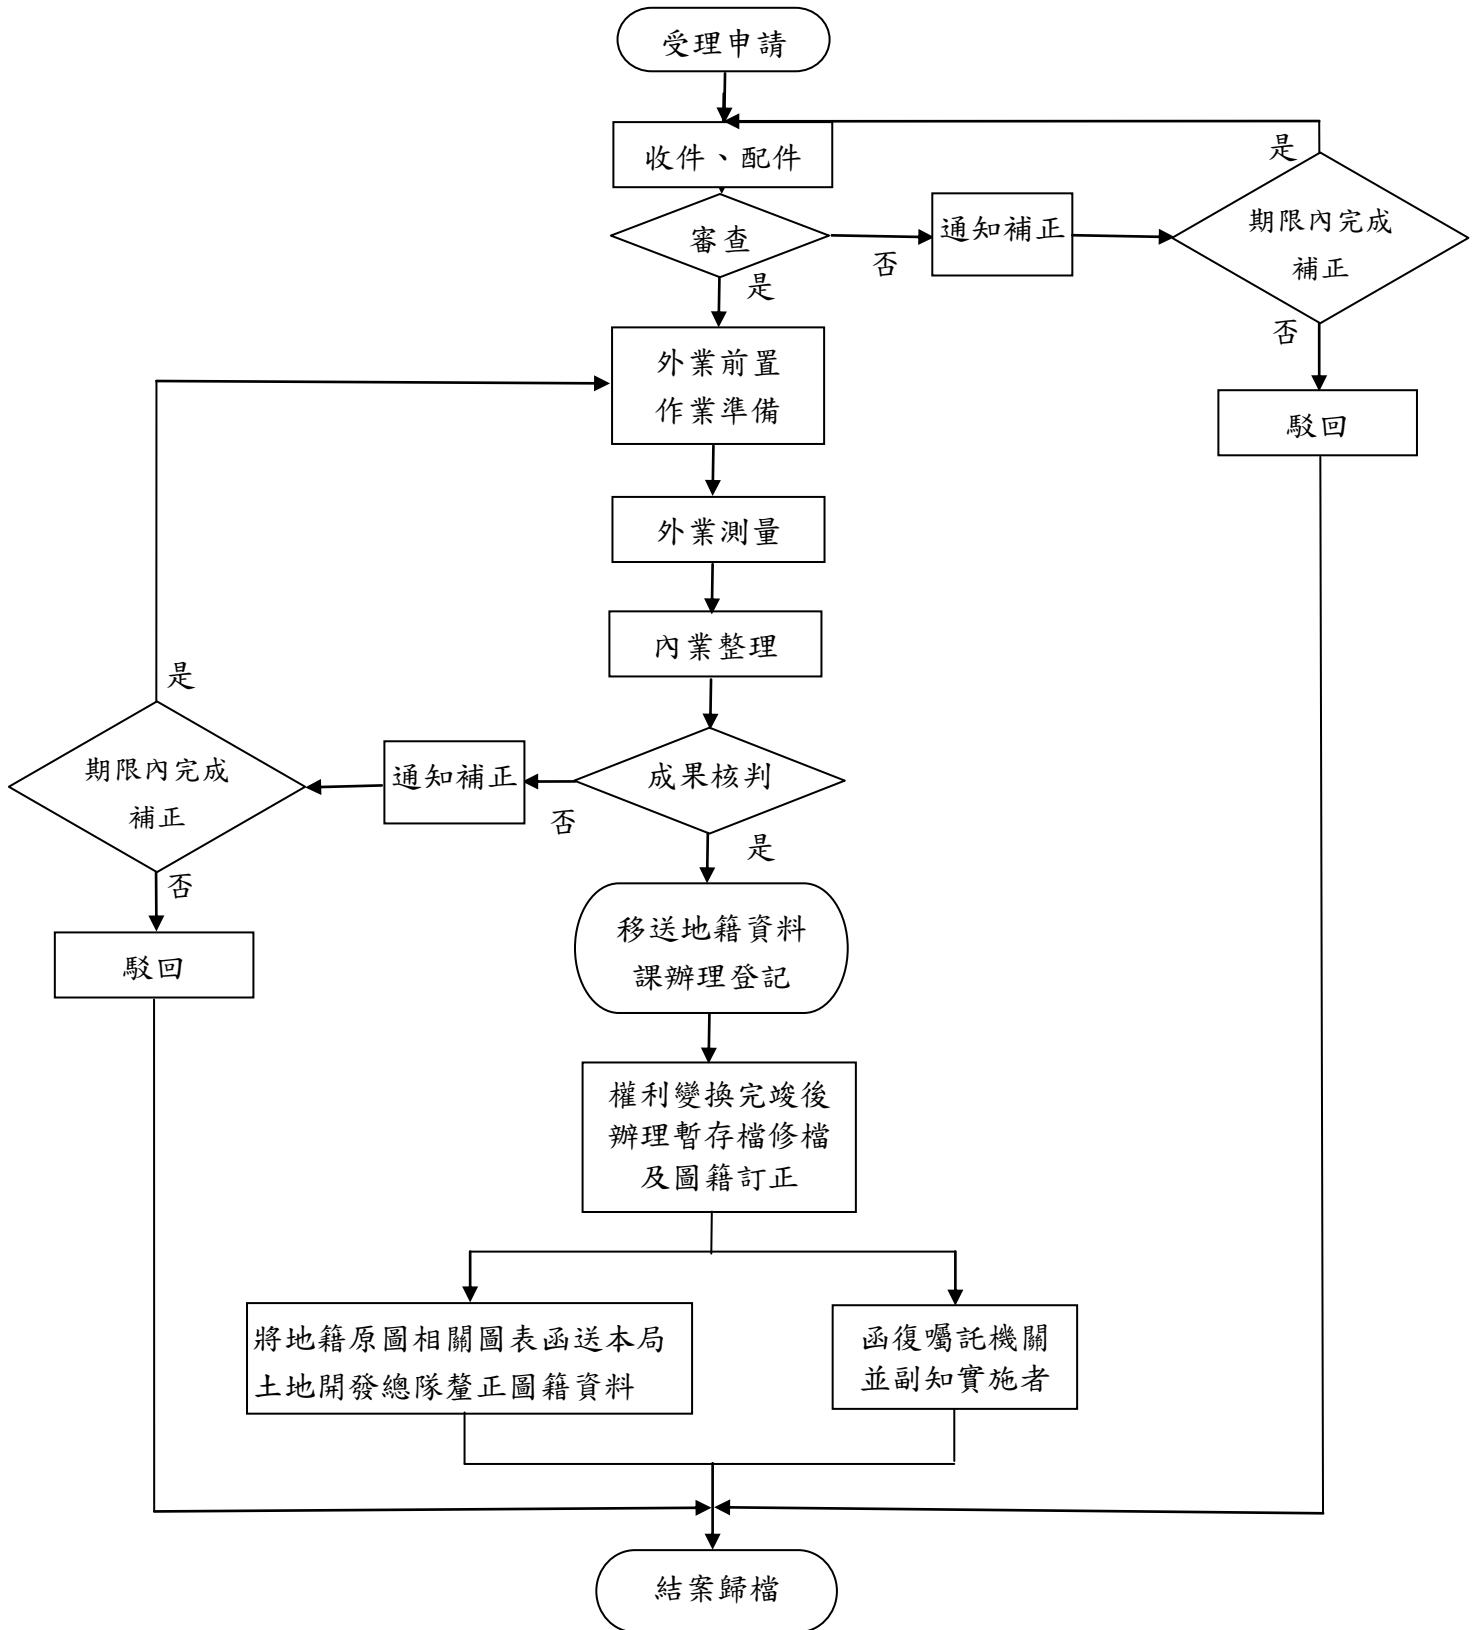 受理申請
收件、配件
是
審查
否
通知補正
期限內完成
補正
是
否
外業前置
作業準備
駁回
外業測量
內業整理
是
期限內完成
補正
通知補正
成果核判
否
是
否
駁回
移送地籍資料
課辦理登記
權利變換完竣後
辦理暫存檔修檔
及圖籍訂正
將地籍原圖相關圖表函送本局
土地開發總隊釐正圖籍資料
函復囑託機關
並副知實施者
結案歸檔